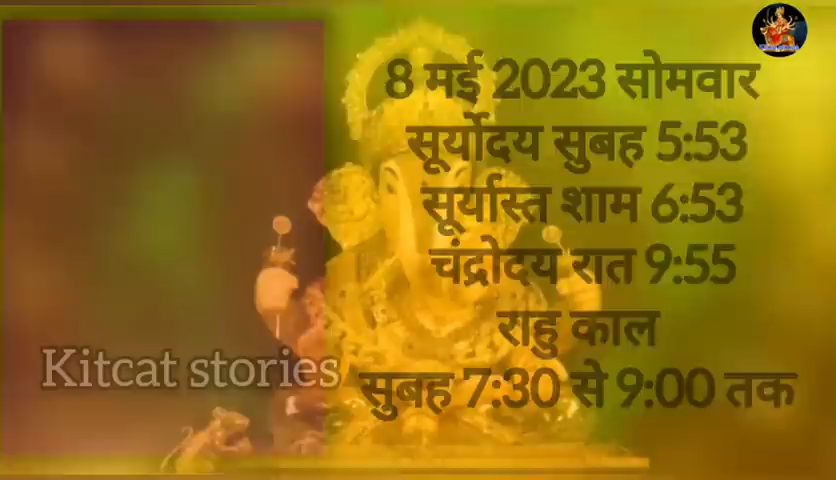 8 मई 2023 सोमवार
सूर्योदय सुबह 5:53
सूर्यास्त शाम 6:53
चंद्रोदय रात 9:55
राहु काल
सुबह 7:30 से 9:00 तक
Kitcat stories